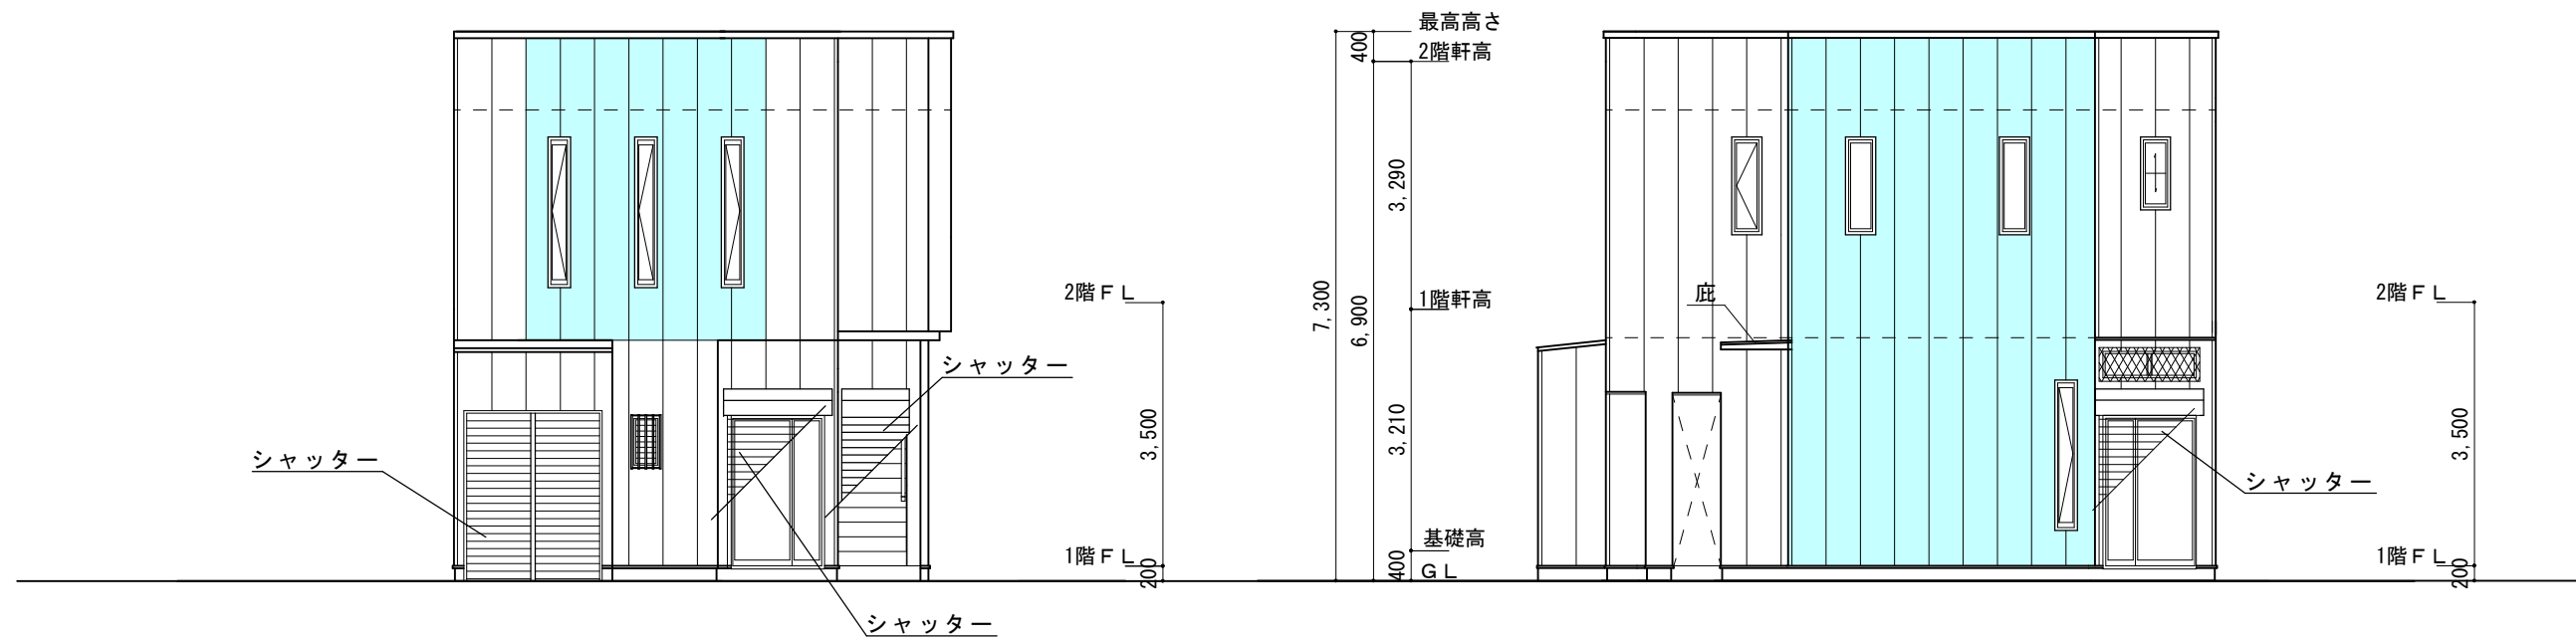 最高高さ
400
2階軒高
3,290
2階ＦＬ
7,300
6,900
1階軒高
庇
2階ＦＬ
シャッター
3,500
3,210
3,500
シャッター
シャッター
基礎高
1階ＦＬ
200
400
ＧＬ
1階ＦＬ
200
シャッター